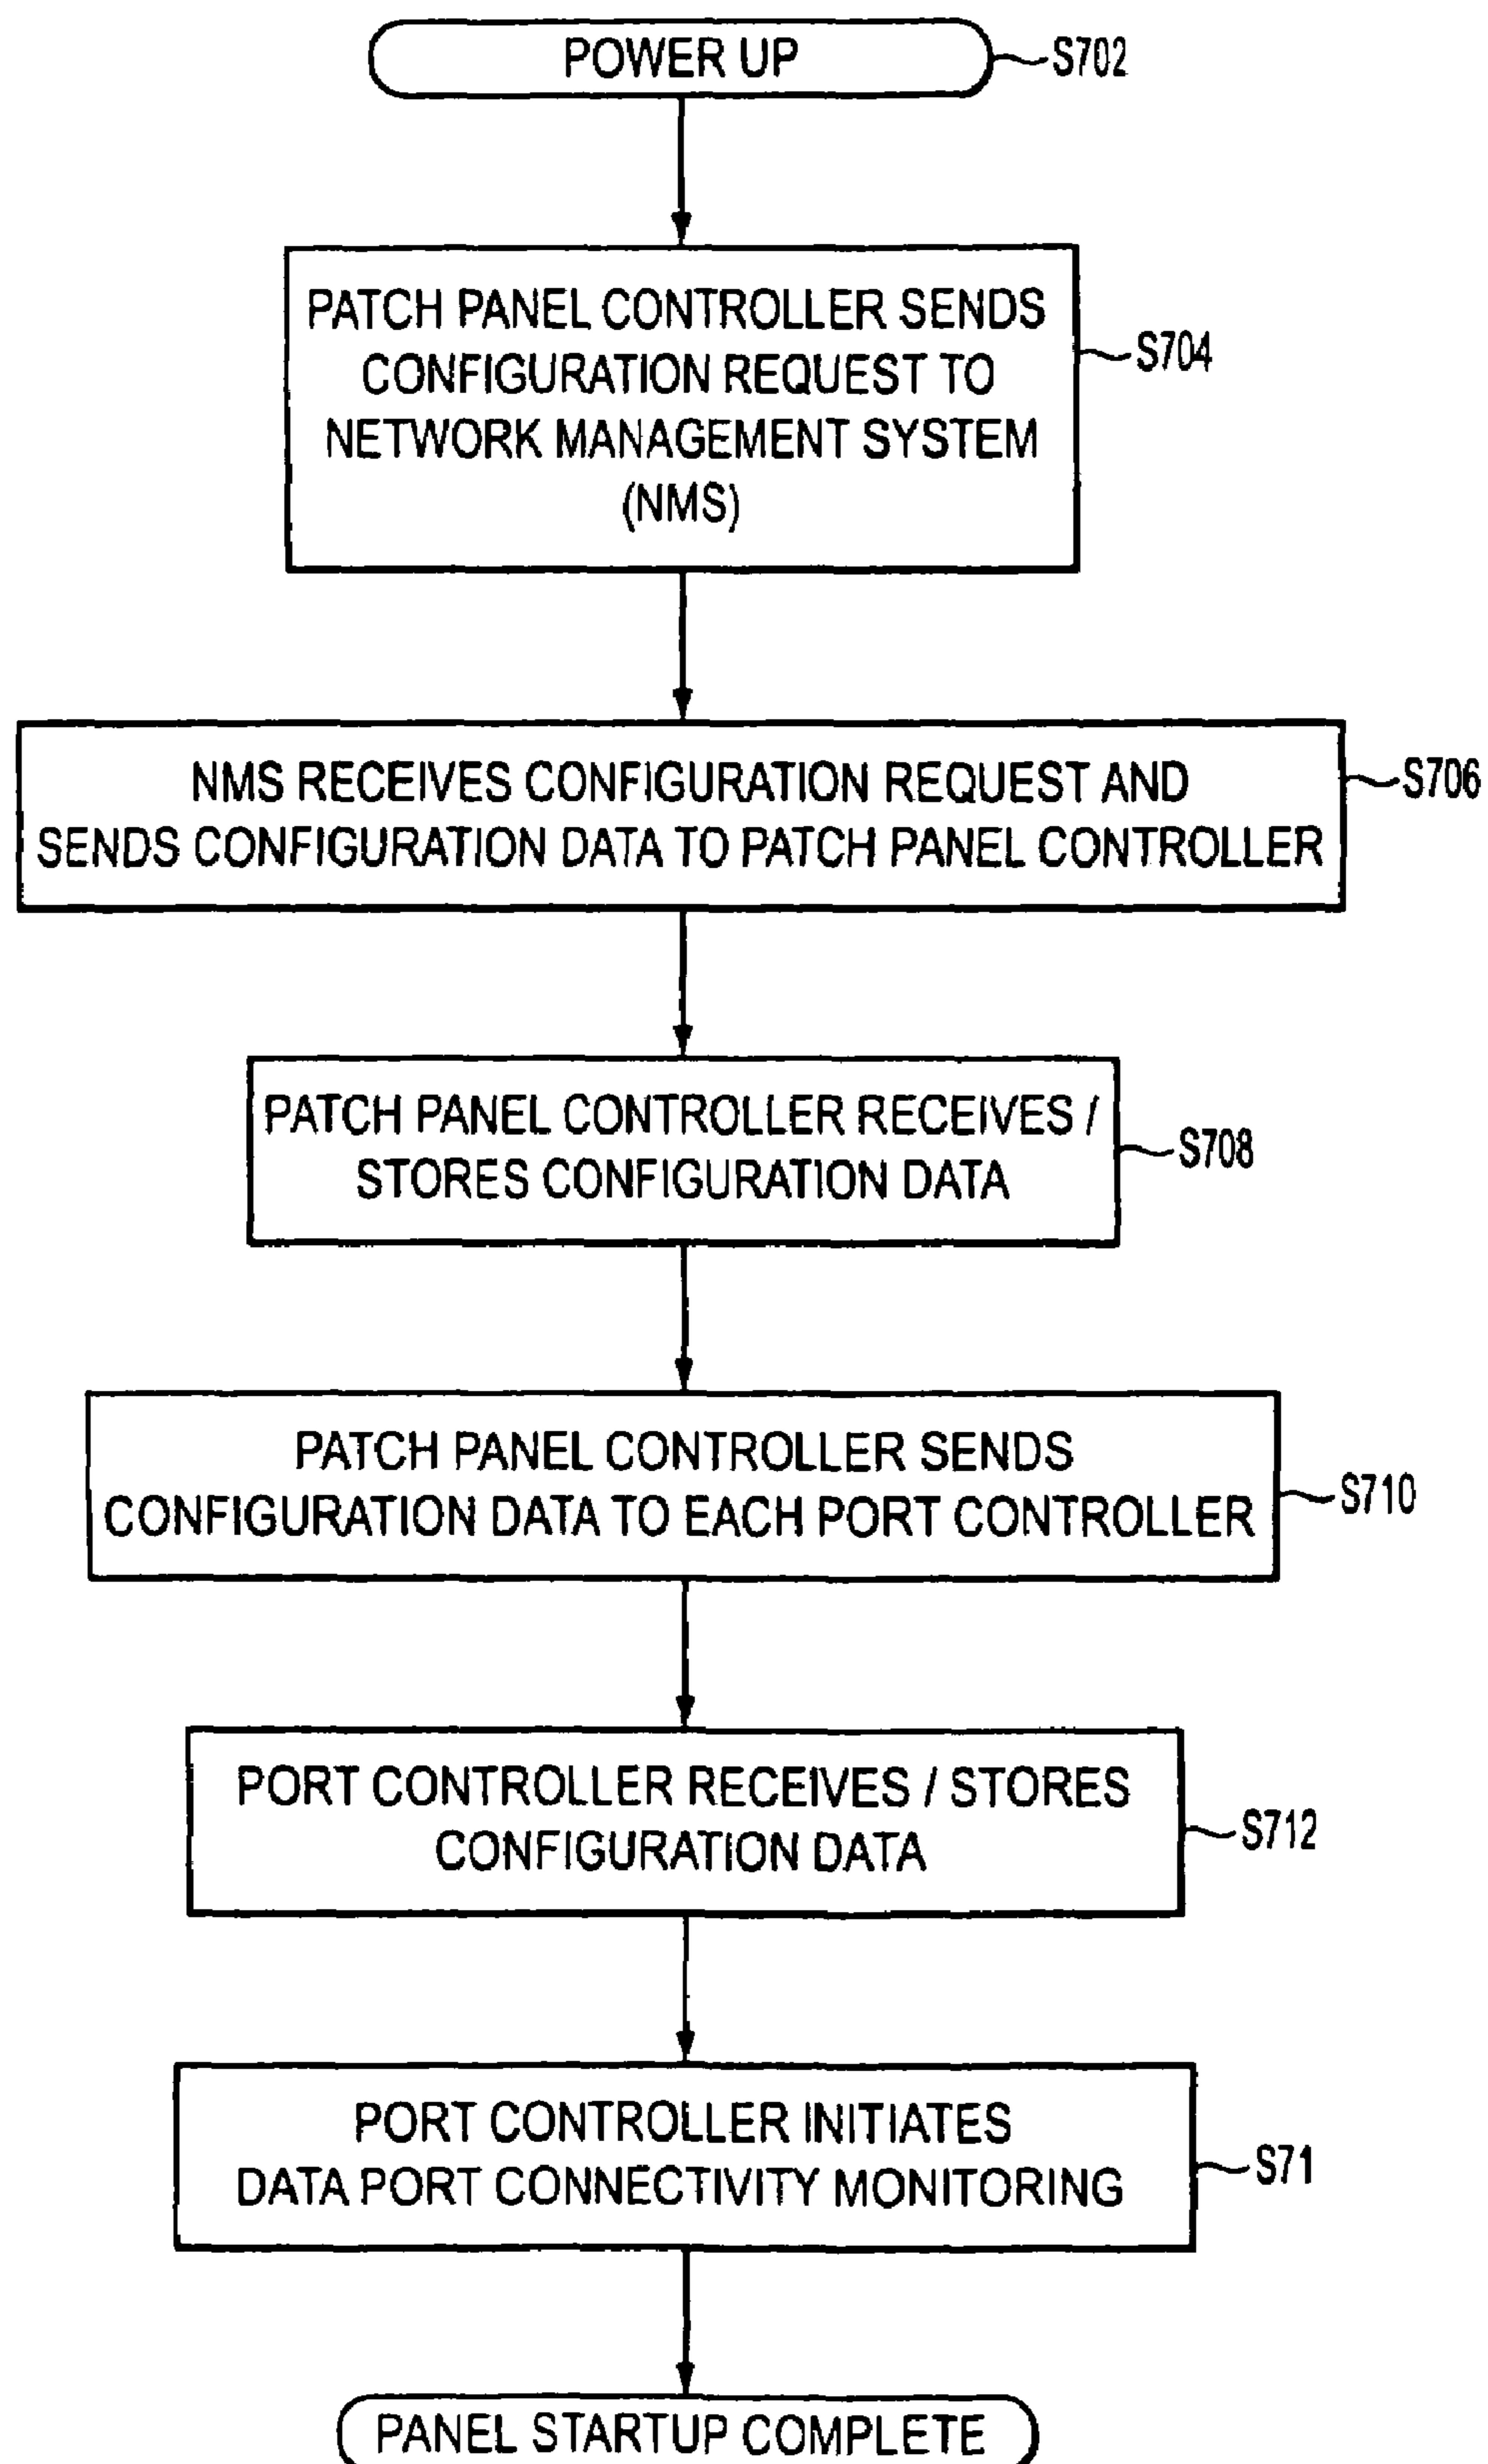 POWER UP
S702
PATCH PANEL CONTROLLER SENDS
CONFIGURATION REQUEST TO
NETWORK MANAGEMENT SYSTEM
(NMS)
S704
NMS RECEIVES CONFIGURATION REQUEST AND
SENDS CONFIGURATION DATA TO PATCH PANEL CONTROLLER
S706
PATCH PANEL CONTROLLER RECEIVES /
STORES CONFIGURATION DATA
S708
PATCH PANEL CONTROLLER SENDS
CONFIGURATION DATA TO EACH PORT CONTROLLER
S710
PORT CONTROLLER RECEIVES / STORES
CONFIGURATION DATA
S712
PORT CONTROLLER INITIATES
DATA PORT CONNECTIVITY MONITORING
S71
PANEL STARTUP COMPLETE